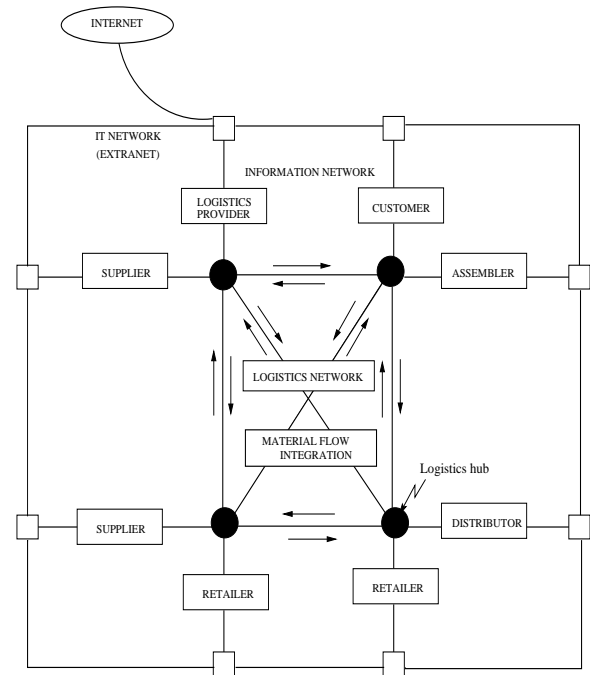 INTERNET
IT NETWORK
(EXTRANET)
INFORMATION NETWORK
LOGISTICS
PROVIDER
CUSTOMER
SUPPLIER
ASSEMBLER
LOGISTICS NETWORK
MATERIAL FLOW
INTEGRATION
Logistics hub
SUPPLIER
DISTRIBUTOR
RETAILER
RETAILER